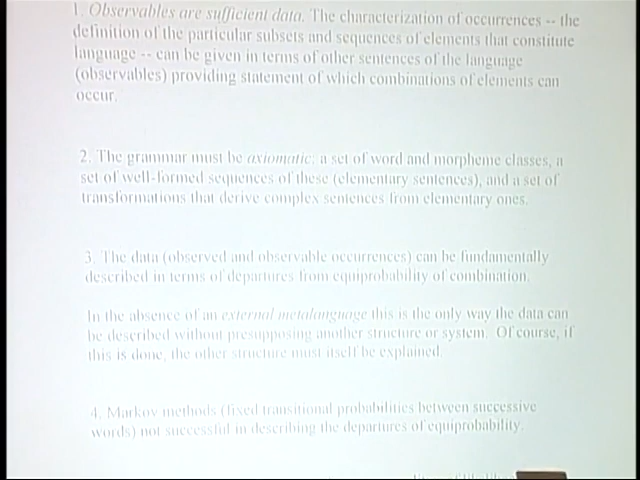 1. Observables are sufficient data. The characterization of occurrences -- the
definition of the particular subsets and sequences of elements that constitute
language -- can be given in terms of other sentences of the language
(observables) providing statement of which combinations of elements can
occur.
2. The grammar must be axiomatic: a set of word and morpheme classes, a
set of well-formed sequences of these (elementary sentences), and a set of
transformations that derive complex sentences from elementary ones.
3. The data (observed and observable occurrences) can be fundamentally
described in terms of departures from equiprobability of combination.
In the absence of an external metalanguage this is the only way the data can
be described without presupposing another structure or system. Of course, if
this is done, the other structure must itself be explained.
4. Markov methods (fixed transitional probabilities between successive
words) not successful in describing the departures of equiprobability.